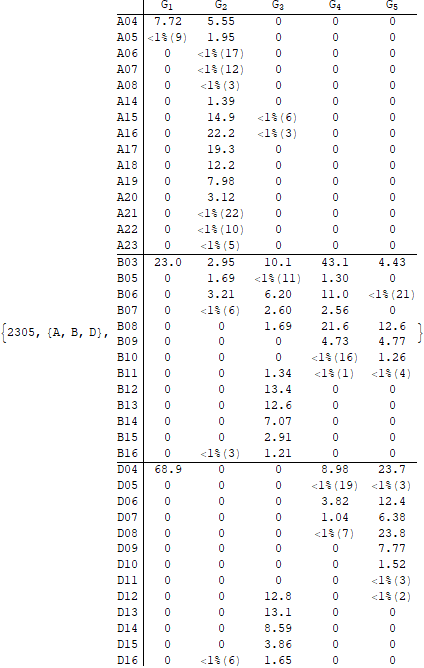 G1 G2 G3 G4 G5
A04 7.72 5.55 0 0 0
A05 <1%(9) 1.95 0 0 0
A06 0 <1%(17) 0 0 0
A07 0 <1%(12) 0 0 0
A08 0 <1%(3) 0 0 0
A14 0 1.39 0 0 0
A15 0 14.9 <1%(6) 0 0
A16 0 22.2 <1%(3) 0 0
A17 0 19.3 0 0 0
A18 0 12.2 0 0 0
A19 0 7.98 0 0 0
A20 0 3.12 0 0 0
A21 0 <1%(22) 0 0 0
A22 0 <1%(10) 0 0 0
A23 0 <1%(5) 0 0 0
B03 23.0 2.95 10.1 43.1 4.43
B05 0 1.69 <1%(11) 1.30 0
B06 0 3.21 6.20 11.0 <1%(21)
B07 0 <1%(6) 2.60 2.56 0
{2305, {A, B, D}, B08 0 0 1.69 21.6 12.6 }
B09 0 0 0 4.73 4.77
B10 0 0 0 <1%(16) 1.26
B11 0 0 1.34 <1%(1) <1%(4)
B12 0 0 13.4 0 0
B13 0 0 12.6 0 0
B14 0 0 7.07 0 0
B15 0 0 2.91 0 0
B16 0 <1%(3) 1.21 0 0
D04 68.9 0 0 8.98 23.7
D05 0 0 0 <1%(19) <1%(3)
D06 0 0 0 3.82 12.4
D07 0 0 0 1.04 6.38
D08 0 0 0 <1%(7) 23.8
D09 0 0 0 0 7.77
D10 0 0 0 0 1.52
D11 0 0 0 0 <1%(3)
D12 0 0 12.8 0 <1%(2)
D13 0 0 13.1 0 0
D14 0 0 8.59 0 0
D15 0 0 3.86 0 0
D16 0 <1%(6) 1.65 0 0